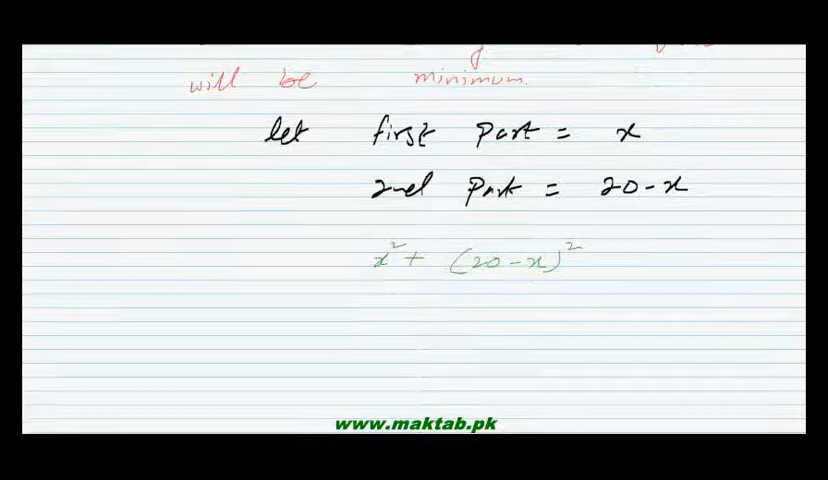 will be minimum.
let first Part = x
2nd Part = 20-x
x² + (20-x)²
www.maktab.pk